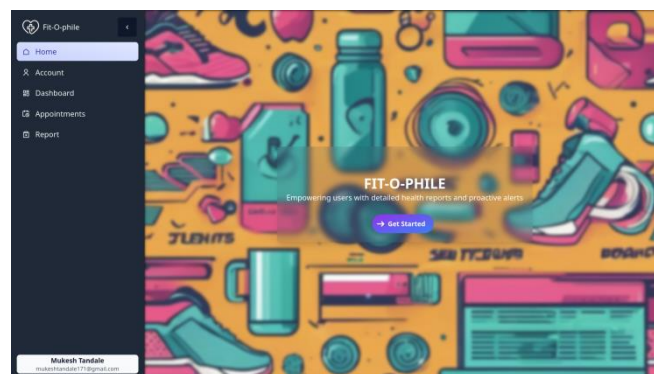 Fit-O-phile
Home
Account
Dashboard
Appointments
Report
FIT-O-PHILE
Empowering users with detailed health reports and proactive alerts
→ Get Started
Mukesh Tandale
mukeshtandale171@gmail.com